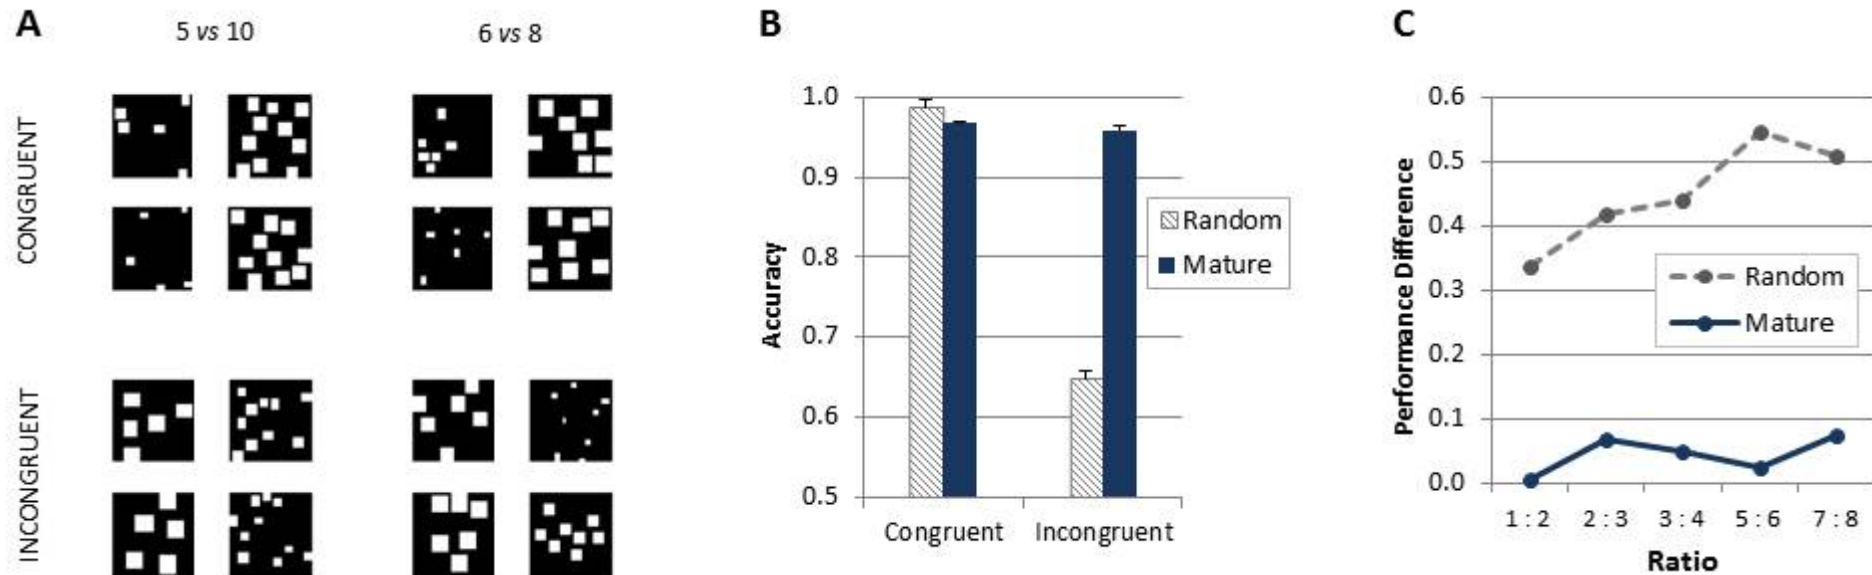 A
5 vs 10
6 vs 8
CONGRUENT
INCONGRUENT
B
Accuracy
1.0
0.9
0.8
0.7
0.6
0.5
Congruent
Incongruent
Random
Mature
C
Performance Difference
0.6
0.5
0.4
0.3
0.2
0.1
0.0
1 : 2
2 : 3
3 : 4
5 : 6
7 : 8
Ratio
Random
Mature